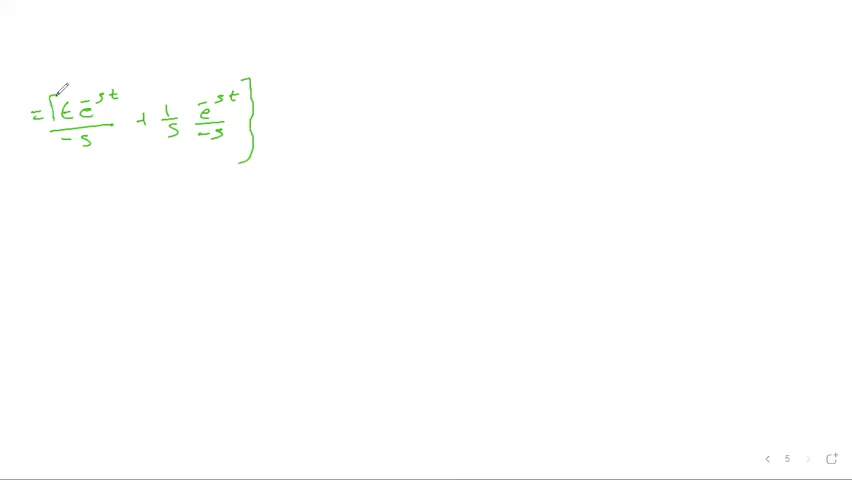 = [ t e^-st / -s + 1/s e^-st / -s ]
5